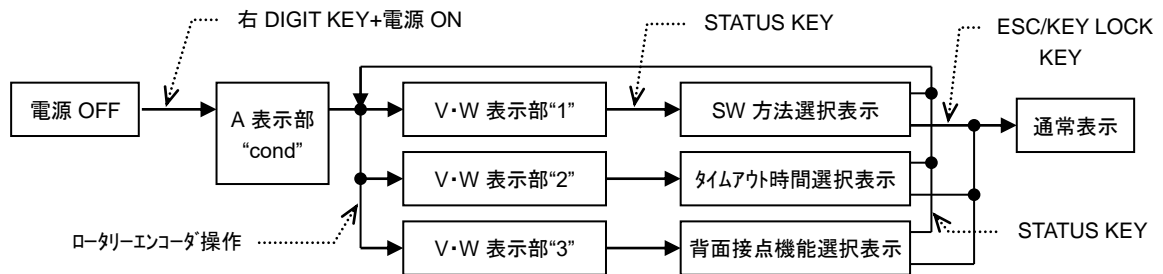 右 DIGIT KEY+電源 ON
STATUS KEY
ESC/KEY LOCK
KEY
電源 OFF
A 表示部
“cond”
V・W 表示部“1”
SW 方法選択表示
通常表示
V・W 表示部“2”
ﾀｲﾑｱｳﾄ時間選択表示
ﾛｰﾀﾘｰｴﾝｺｰﾀﾞ操作
V・W 表示部“3”
背面接点機能選択表示
STATUS KEY